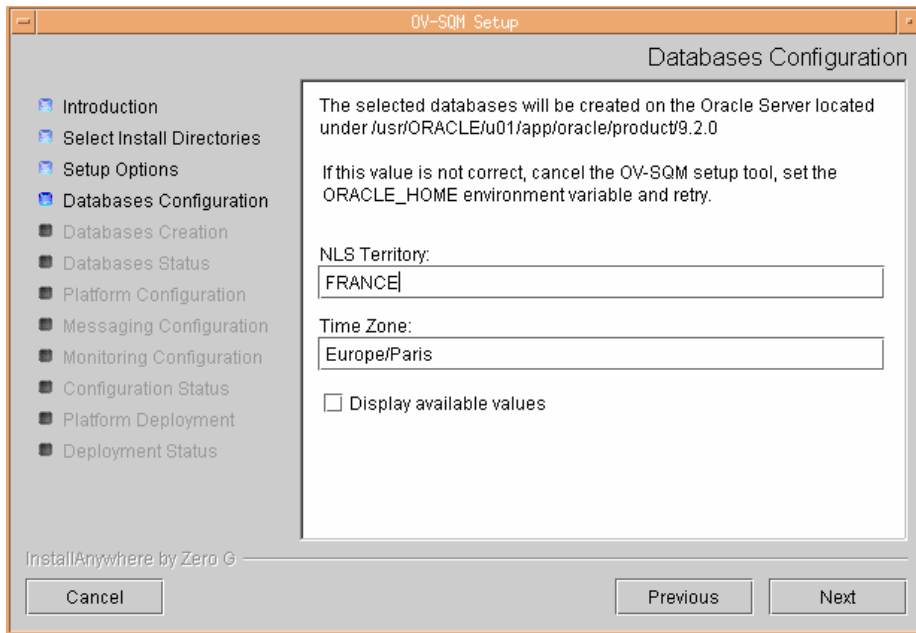 OV-SQM Setup
Databases Configuration
Introduction
Select Install Directories
Setup Options
Databases Configuration
Databases Creation
Databases Status
Platform Configuration
Messaging Configuration
Monitoring Configuration
Configuration Status
Platform Deployment
Deployment Status
The selected databases will be created on the Oracle Server located
under /usr/ORACLE/u01/app/oracle/product/9.2.0
If this value is not correct, cancel the OV-SQM setup tool, set the
ORACLE_HOME environment variable and retry.
NLS Territory:
FRANCE
Time Zone:
Europe/Paris
Display available values
InstallAnywhere by Zero G
Cancel
Previous
Next